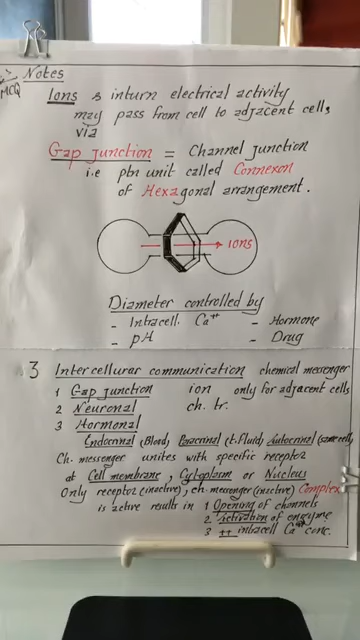 Notes
MCQ
Ions & inturn electrical activity
may pass from cell to adjacent cells,
via
Gap junction = Channel junction
i.e pbn unit called Connexon
of Hexagonal arrangement.
Ions
Diameter controlled by
- Intracell. Ca++ - Hormone
- pH - Drug
3 Intercellular communication chemical messenger
1 Gap junction ion only for adjacent cells
2 Neuronal ch. tr.
3 Hormonal
Endocrinal (Blood), Paracrinal (t.fluid), Autocrinal (same cell)
Ch. messenger unites with specific receptor
at Cell membrane, Cytoplasm or Nucleus
Only receptor (inactive), ch. messenger (inactive) Complex
is active results in 1 Opening of channels
2 Activation of enzyme
3 ++ intracell Ca++ conc.